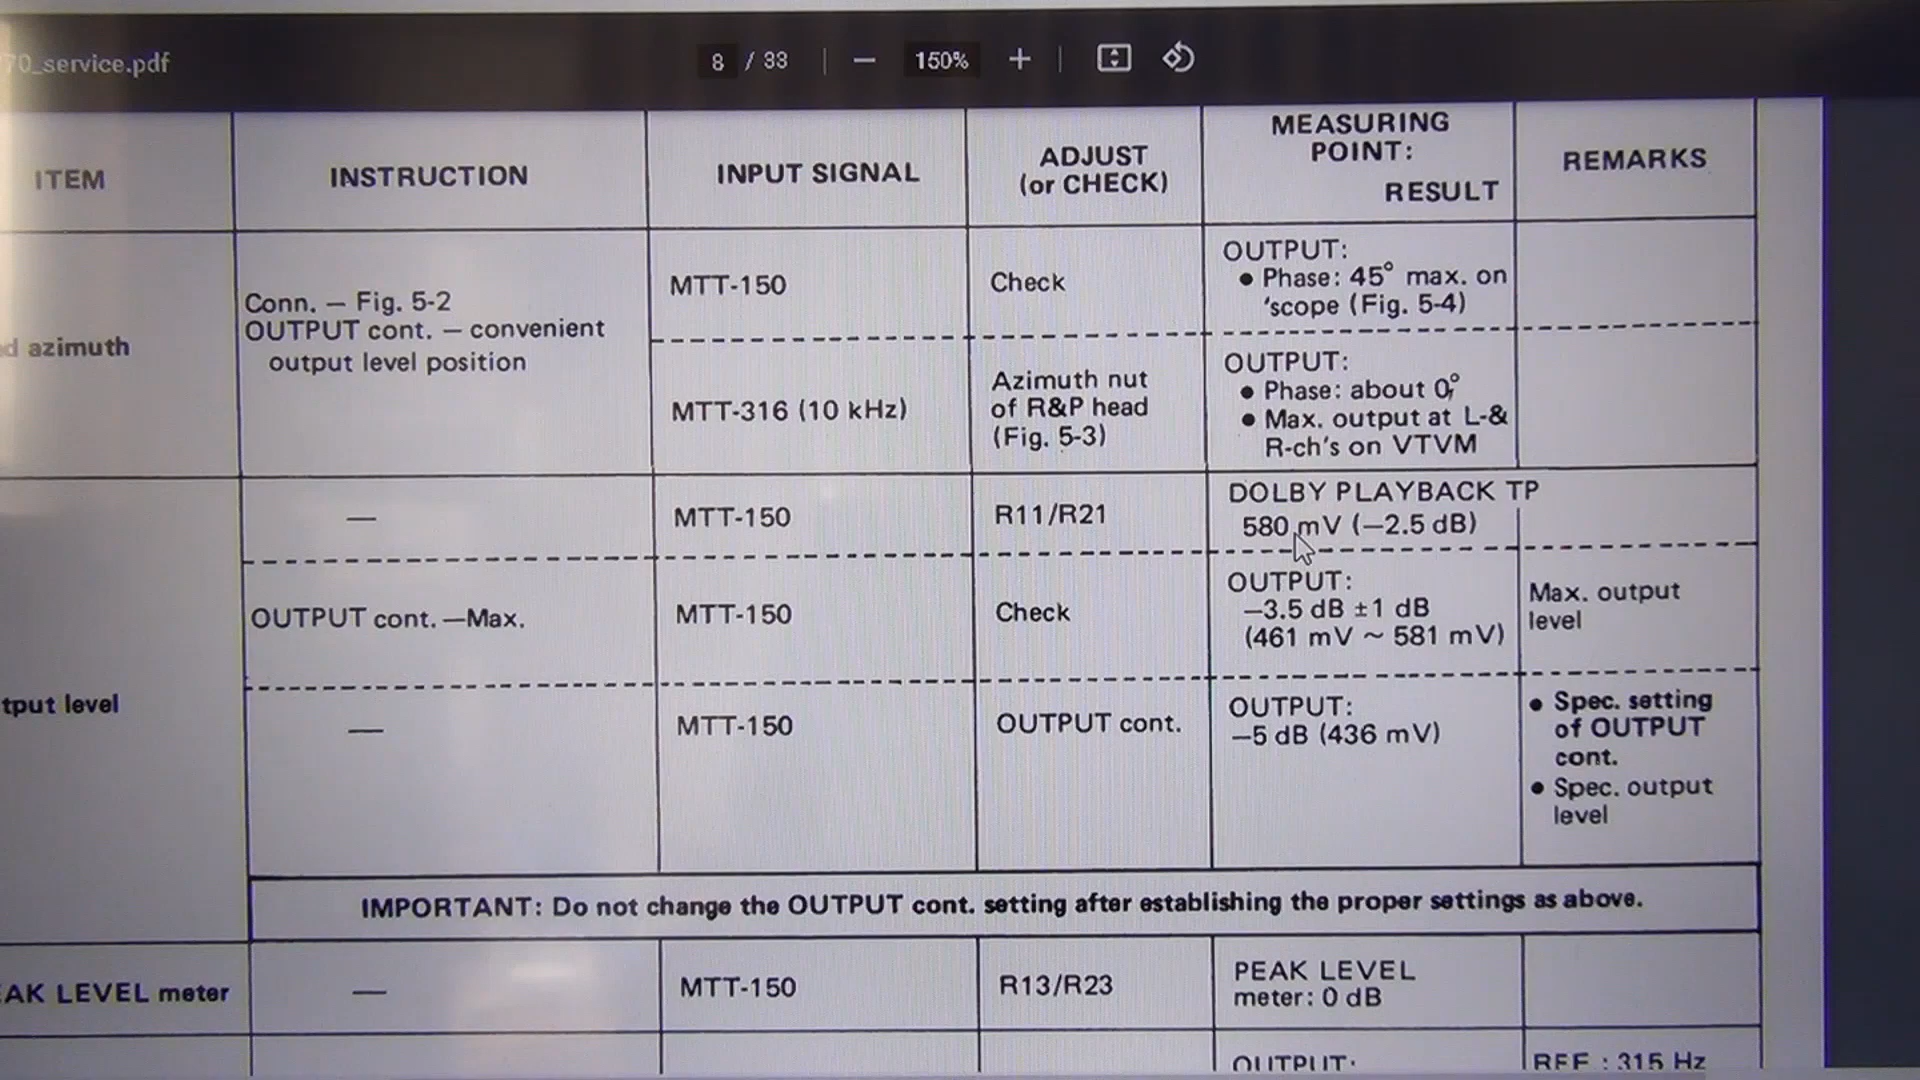 70_service.pdf
8 / 33
150%
ITEM
INSTRUCTION
INPUT SIGNAL
ADJUST
(or CHECK)
MEASURING
POINT:
RESULT
REMARKS
d azimuth
Conn. — Fig. 5-2
OUTPUT cont. — convenient
output level position
MTT-150
Check
OUTPUT:
• Phase: 45° max. on
'scope (Fig. 5-4)
MTT-316 (10 kHz)
Azimuth nut
of R&P head
(Fig. 5-3)
OUTPUT:
• Phase: about 0°,
• Max. output at L-&
R-ch's on VTVM
tput level
—
MTT-150
R11/R21
DOLBY PLAYBACK TP
580 mV (—2.5 dB)
OUTPUT cont. —Max.
MTT-150
Check
OUTPUT:
—3.5 dB ±1 dB
(461 mV ~ 581 mV)
Max. output
level
—
MTT-150
OUTPUT cont.
OUTPUT:
—5 dB (436 mV)
• Spec. setting
of OUTPUT
cont.
• Spec. output
level
IMPORTANT: Do not change the OUTPUT cont. setting after establishing the proper settings as above.
EAK LEVEL meter
—
MTT-150
R13/R23
PEAK LEVEL
meter: 0 dB
OUTPUT:
REF : 315 Hz